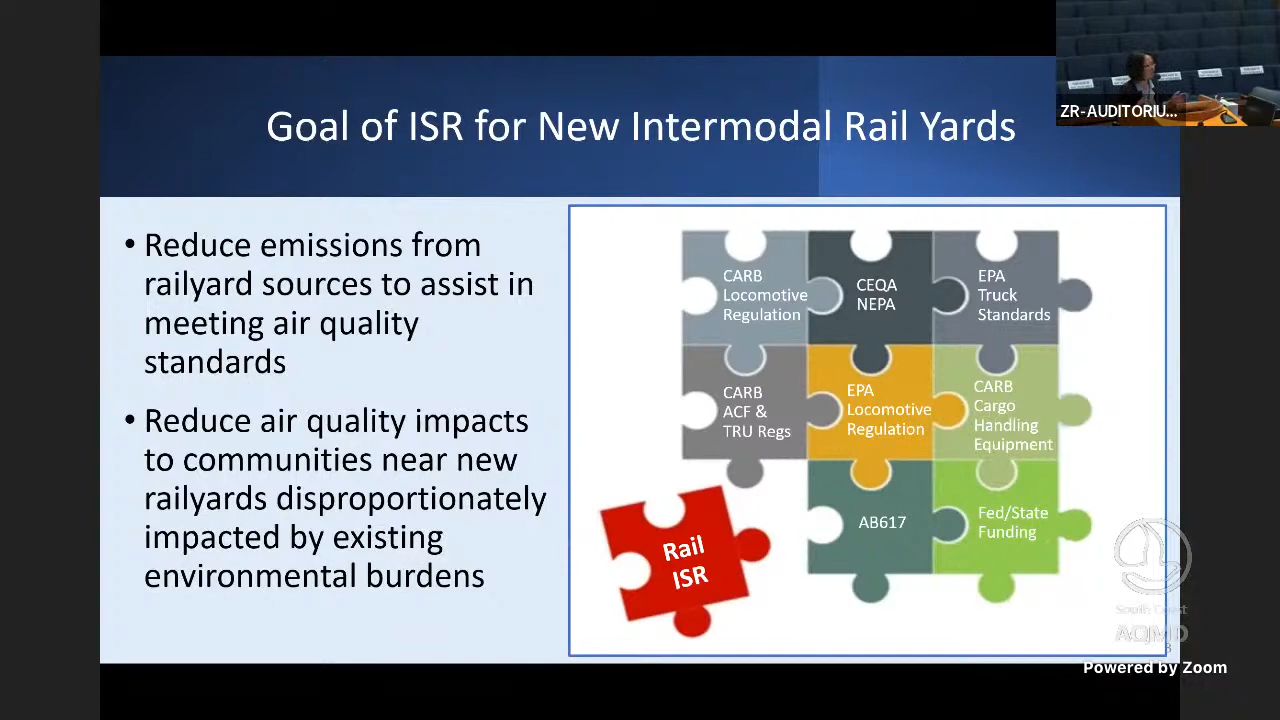 ZR-AUDITORIU...
Goal of ISR for New Intermodal Rail Yards
• Reduce emissions from
railyard sources to assist in
meeting air quality
standards
• Reduce air quality impacts
to communities near new
railyards disproportionately
impacted by existing
environmental burdens
CARB
Locomotive
Regulation
CEQA
NEPA
EPA
Truck
Standards
CARB
ACF &
TRU Regs
EPA
Locomotive
Regulation
CARB
Cargo
Handling
Equipment
Rail
ISR
AB617
Fed/State
Funding
South Coast
AQMD
3
Powered by Zoom